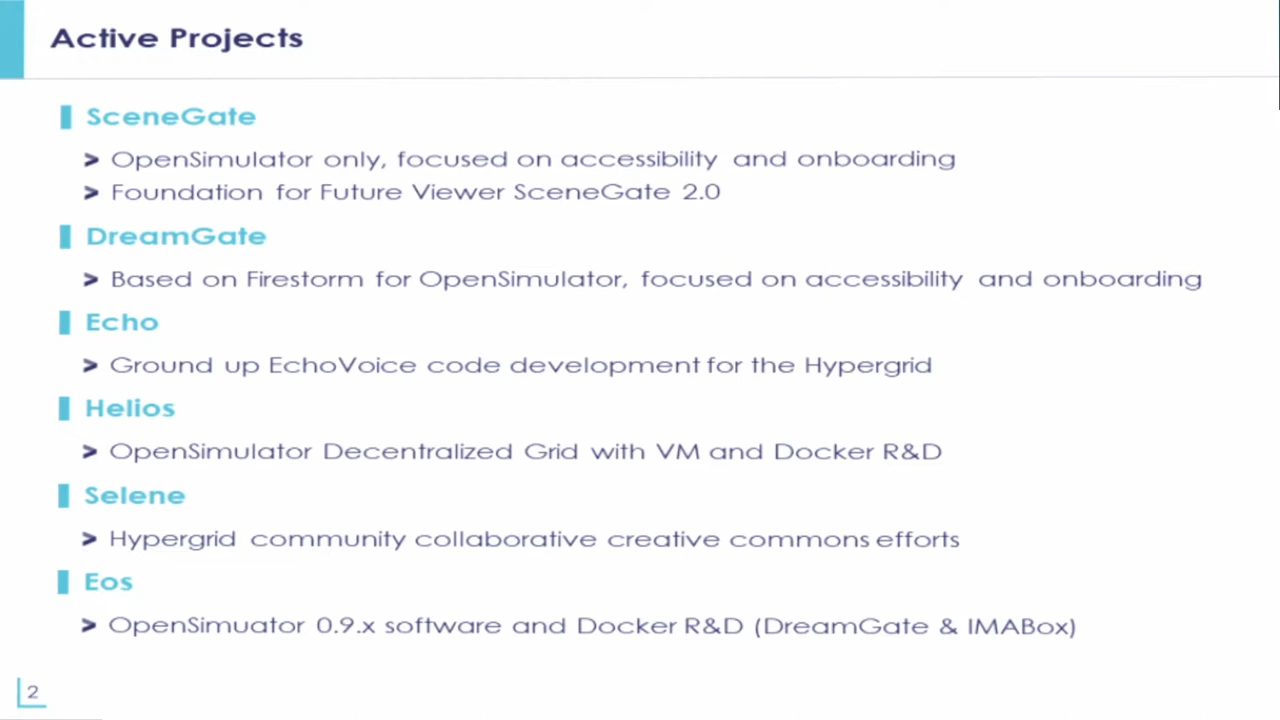 Active Projects
SceneGate
> OpenSimulator only, focused on accessibility and onboarding
> Foundation for Future Viewer SceneGate 2.0
DreamGate
> Based on Firestorm for OpenSimulator, focused on accessibility and onboarding
Echo
> Ground up EchoVoice code development for the Hypergrid
Helios
> OpenSimulator Decentralized Grid with VM and Docker R&D
Selene
> Hypergrid community collaborative creative commons efforts
Eos
> OpenSimuator 0.9.x software and Docker R&D (DreamGate & IMABox)
2